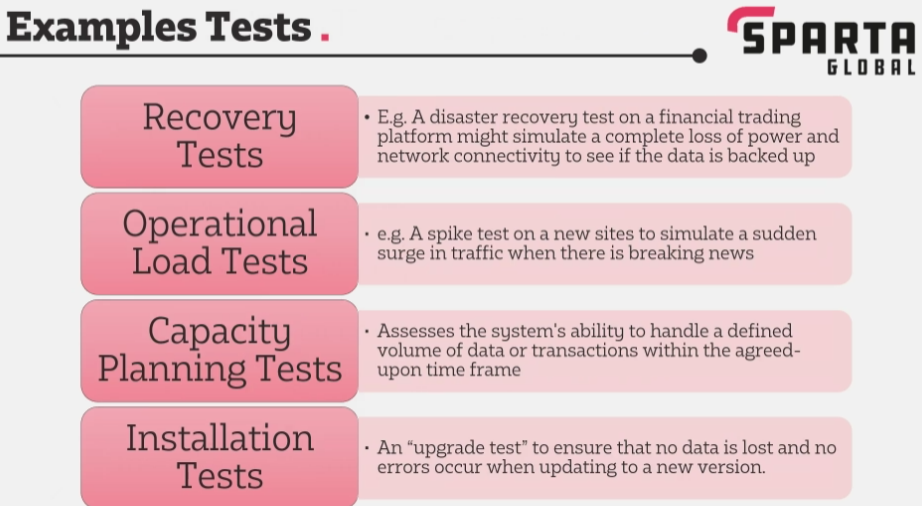 Examples Tests .
SPARTA
GLOBAL
Recovery
Tests
• E.g. A disaster recovery test on a financial trading
platform might simulate a complete loss of power and
network connectivity to see if the data is backed up
Operational
Load Tests
• e.g. A spike test on a new sites to simulate a sudden
surge in traffic when there is breaking news
Capacity
Planning Tests
• Assesses the system's ability to handle a defined
volume of data or transactions within the agreed-
upon time frame
Installation
Tests
• An “upgrade test” to ensure that no data is lost and no
errors occur when updating to a new version.